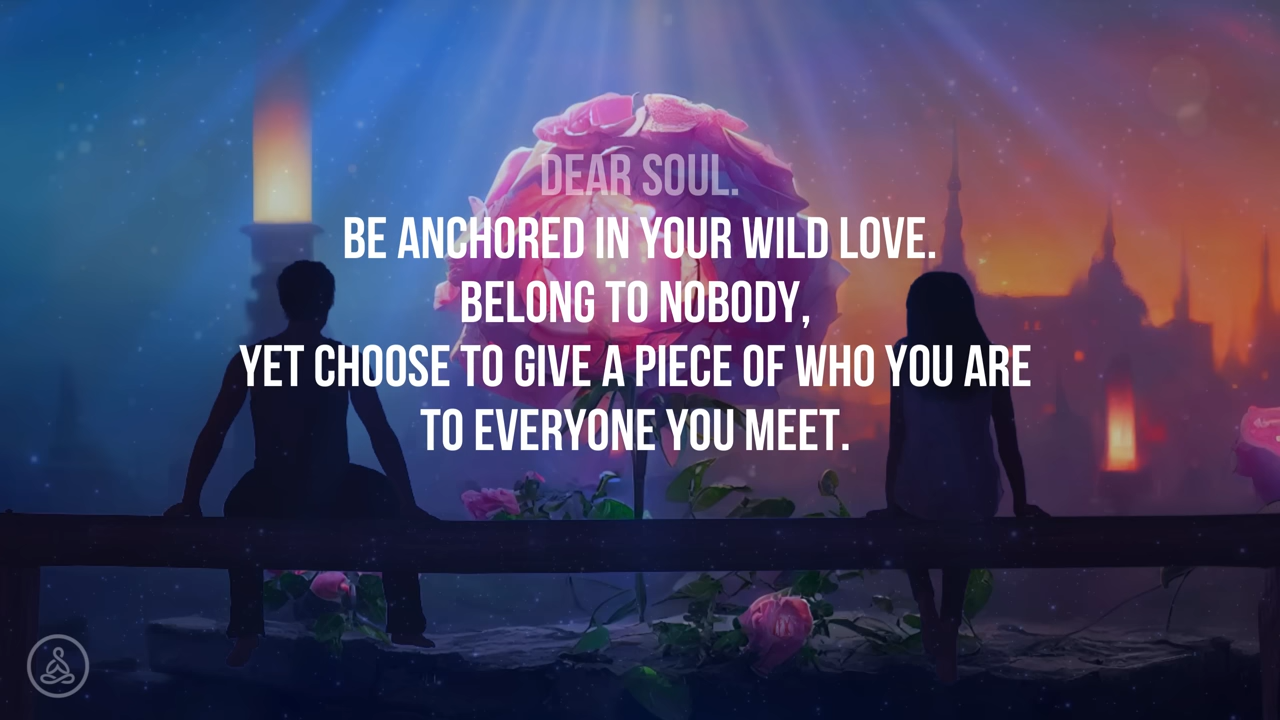 DEAR SOUL.
BE ANCHORED IN YOUR WILD LOVE.
BELONG TO NOBODY,
YET CHOOSE TO GIVE A PIECE OF WHO YOU ARE
TO EVERYONE YOU MEET.